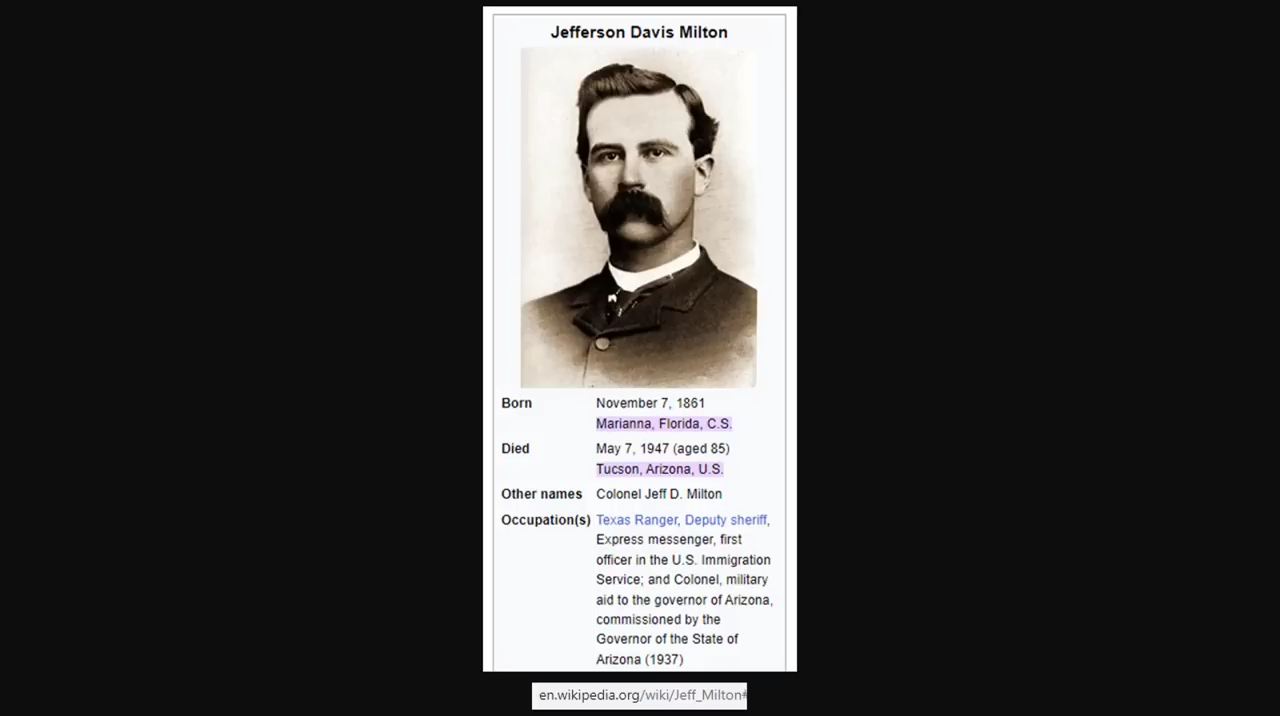 Jefferson Davis Milton
Born November 7, 1861
Marianna, Florida, C.S.
Died May 7, 1947 (aged 85)
Tucson, Arizona, U.S.
Other names Colonel Jeff D. Milton
Occupation(s) Texas Ranger, Deputy sheriff,
Express messenger, first
officer in the U.S. Immigration
Service; and Colonel, military
aid to the governor of Arizona,
commissioned by the
Governor of the State of
Arizona (1937)
en.wikipedia.org/wiki/Jeff_Milton#